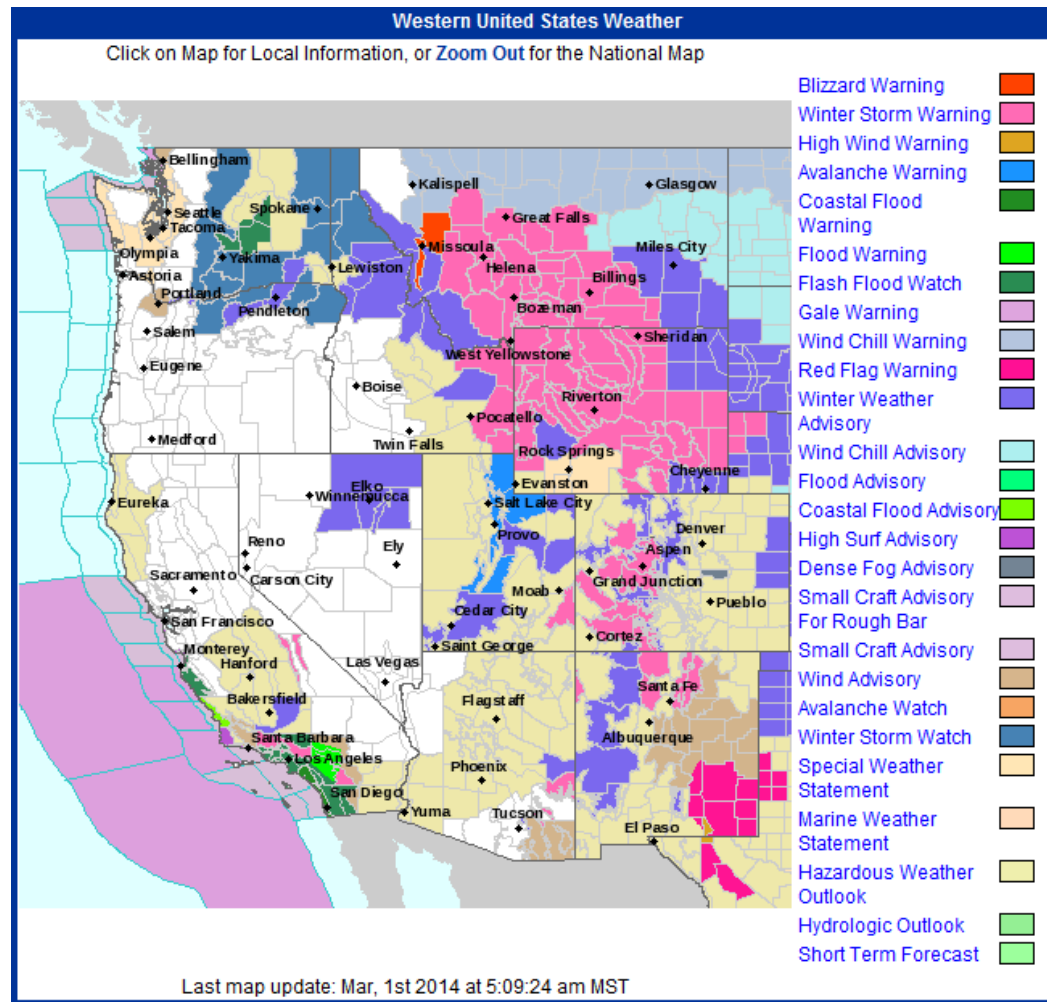 Western United States Weather
Click on Map for Local Information, or Zoom Out for the National Map
Blizzard Warning
Winter Storm Warning
High Wind Warning
Avalanche Warning
Coastal Flood
Warning
Flood Warning
Flash Flood Watch
Gale Warning
Wind Chill Warning
Red Flag Warning
Winter Weather
Advisory
Wind Chill Advisory
Flood Advisory
Coastal Flood Advisory
High Surf Advisory
Dense Fog Advisory
Small Craft Advisory
For Rough Bar
Small Craft Advisory
Wind Advisory
Avalanche Watch
Winter Storm Watch
Special Weather
Statement
Marine Weather
Statement
Hazardous Weather
Outlook
Hydrologic Outlook
Short Term Forecast
Bellingham
Kalispell
Glasgow
Seattle
Spokane
Great Falls
Tacoma
Olympia
Yakima
Missoula
Helena
Miles City
Astoria
Lewiston
Billings
Portland
Pendleton
Bozeman
Salem
Sheridan
West Yellowstone
Eugene
Boise
Riverton
Pocatello
Medford
Twin Falls
Rock Springs
Cheyenne
Evanston
Elko
Winnemucca
Eureka
Salt Lake City
Provo
Denver
Reno
Ely
Aspen
Carson City
Grand Junction
Sacramento
Moab
Pueblo
Cedar City
San Francisco
Cortez
Saint George
Monterey
Hanford
Las Vegas
Bakersfield
Flagstaff
Santa Fe
Albuquerque
Santa Barbara
Los Angeles
Phoenix
San Diego
Yuma
Tucson
El Paso
Last map update: Mar, 1st 2014 at 5:09:24 am MST